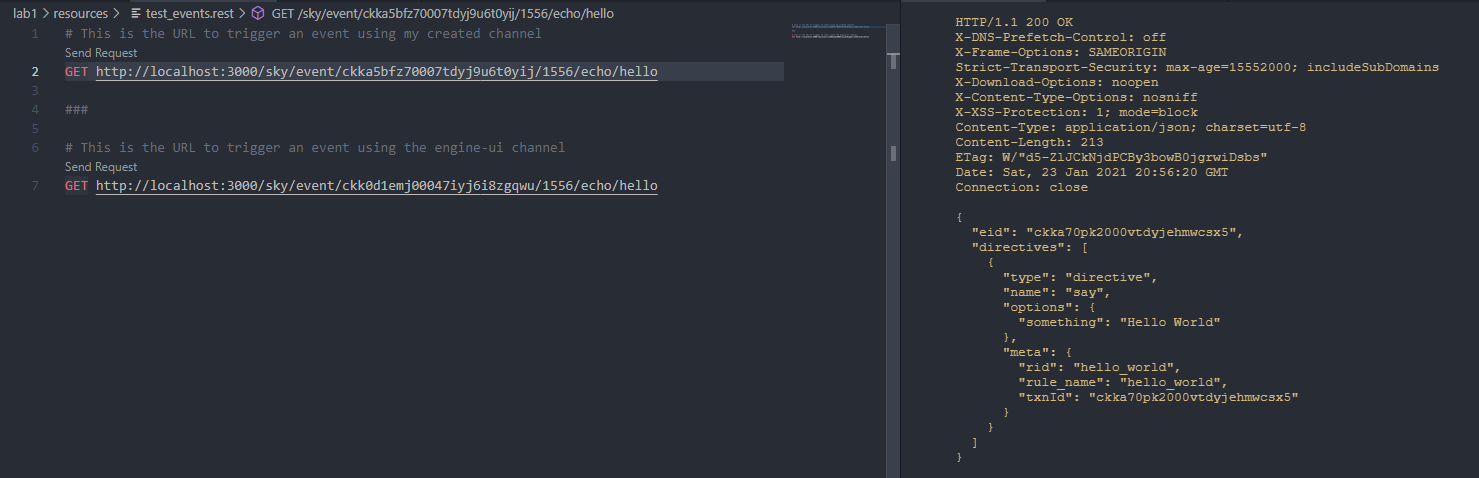 lab1 > resources > test_events.rest > GET /sky/event/ckka5bfz70007tdyj9u6t0yij/1556/echo/hello
1 # This is the URL to trigger an event using my created channel
Send Request
2 GET http://localhost:3000/sky/event/ckka5bfz70007tdyj9u6t0yij/1556/echo/hello
3
4 ###
5
6 # This is the URL to trigger an event using the engine-ui channel
Send Request
7 GET http://localhost:3000/sky/event/ckk0d1emj00047iyj6i8zgqwu/1556/echo/hello
HTTP/1.1 200 OK
X-DNS-Prefetch-Control: off
X-Frame-Options: SAMEORIGIN
Strict-Transport-Security: max-age=15552000; includeSubDomains
X-Download-Options: noopen
X-Content-Type-Options: nosniff
X-XSS-Protection: 1; mode=block
Content-Type: application/json; charset=utf-8
Content-Length: 213
ETag: W/"d5-ZlJCkNjdPCBy3bowB0jgrwiDsbs"
Date: Sat, 23 Jan 2021 20:56:20 GMT
Connection: close
{
"eid": "ckka70pk2000vtdyjehmwcsx5",
"directives": [
{
"type": "directive",
"name": "say",
"options": {
"something": "Hello World"
},
"meta": {
"rid": "hello_world",
"rule_name": "hello_world",
"txnId": "ckka70pk2000vtdyjehmwcsx5"
}
}
]
}